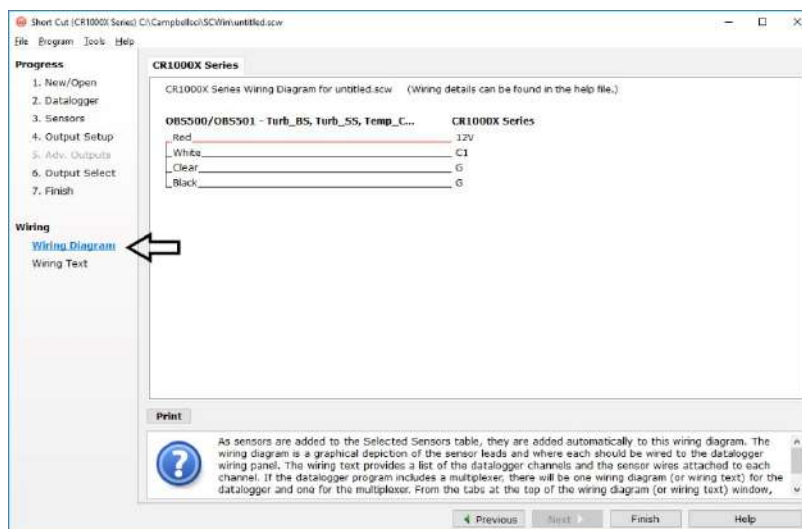 Short Cut (CR1000X Series) C:\Campbellsci\SCWin\untitled.scw
File Program Tools Help
Progress
1. New/Open
2. Datalogger
3. Sensors
4. Output Setup
5. Adv. Outputs
6. Output Select
7. Finish
Wiring
Wiring Diagram
Wiring Text
CR1000X Series
CR1000X Series Wiring Diagram for untitled.scw (Wiring details can be found in the help file.)
OBS500/OBS501 - Turb_BS, Turb_SS, Temp_C... CR1000X Series
Red 12V
White C1
Clear G
Black G
Print
As sensors are added to the Selected Sensors table, they are added automatically to this wiring diagram. The
wiring diagram is a graphical depiction of the sensor leads and where each should be wired to the datalogger
wiring panel. The wiring text provides a list of the datalogger channels and the sensor wires attached to each
channel. If the datalogger program includes a multiplexer, there will be one wiring diagram (or wiring text) for the
datalogger and one for the multiplexer. From the tabs at the top of the wiring diagram (or wiring text) window,
Previous Next Finish Help